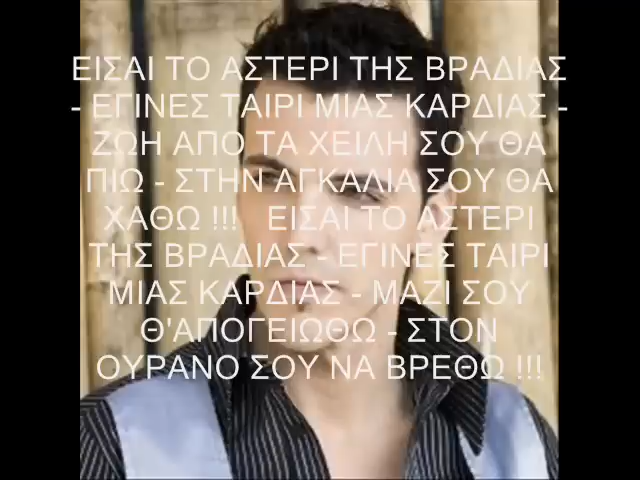 ΕΙΣΑΙ ΤΟ ΑΣΤΕΡΙ ΤΗΣ ΒΡΑΔΙΑΣ
- ΕΓΙΝΕΣ ΤΑΙΡΙ ΜΙΑΣ ΚΑΡΔΙΑΣ -
ΖΩΗ ΑΠΟ ΤΑ ΧΕΙΛΗ ΣΟΥ ΘΑ
ΠΙΩ - ΣΤΗΝ ΑΓΚΑΛΙΑ ΣΟΥ ΘΑ
ΧΑΘΩ !!! ΕΙΣΑΙ ΤΟ ΑΣΤΕΡΙ
ΤΗΣ ΒΡΑΔΙΑΣ - ΕΓΙΝΕΣ ΤΑΙΡΙ
ΜΙΑΣ ΚΑΡΔΙΑΣ - ΜΑΖΙ ΣΟΥ
Θ'ΑΠΟΓΕΙΩΘΩ - ΣΤΟΝ
ΟΥΡΑΝΟ ΣΟΥ ΝΑ ΒΡΕΘΩ !!!